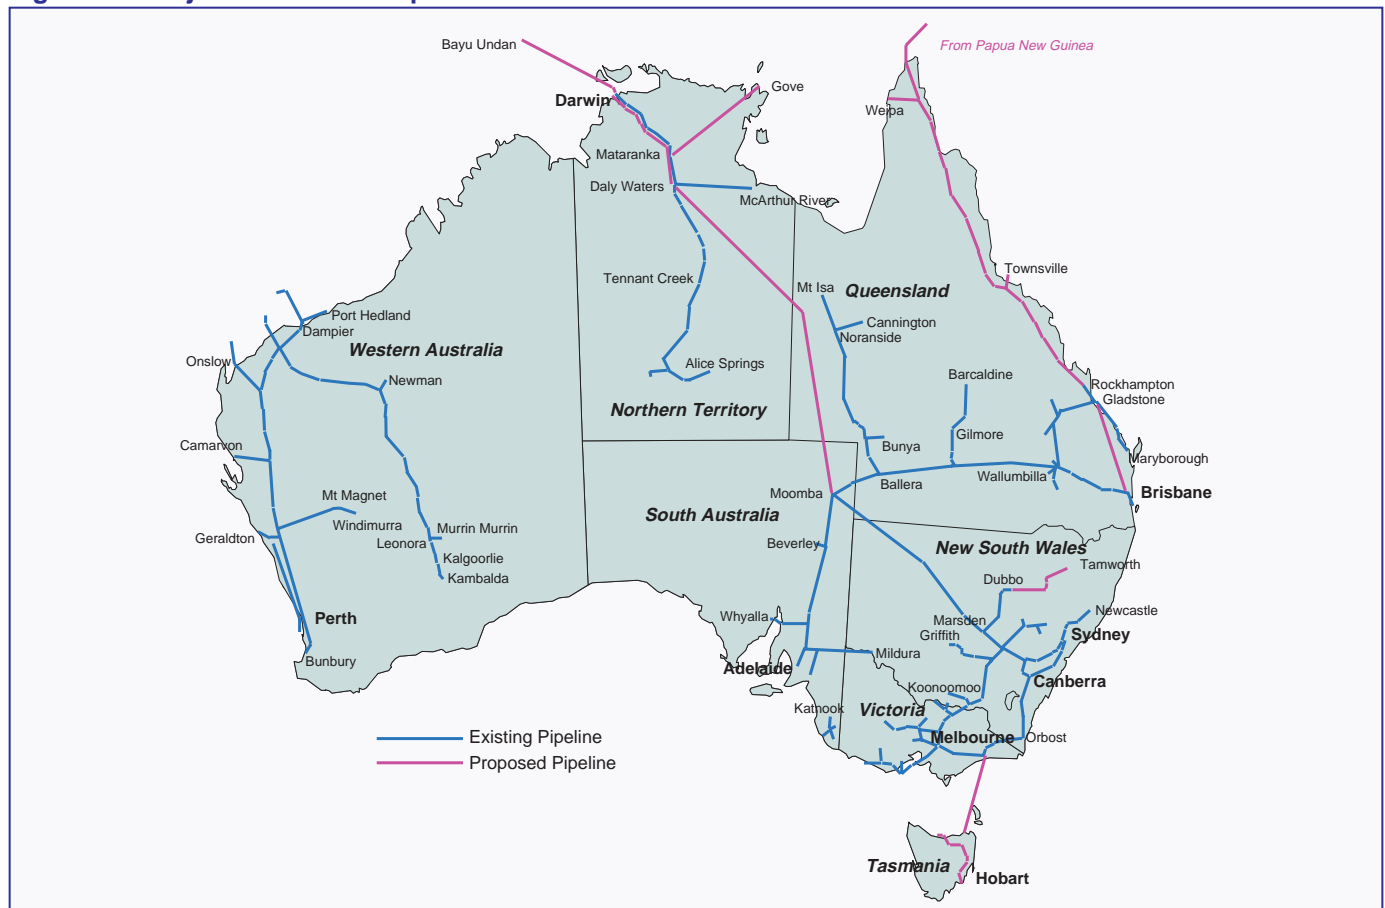 Bayu Undan
From Papua New Guinea
Gove
Darwin
Weipa
Mataranka
Daly Waters
McArthur River
Tennant Creek
Townsville
Mt Isa
Queensland
Port Hedland
Dampier
Cannington
Noranside
Western Australia
Onslow
Alice Springs
Newman
Barcaldine
Rockhampton
Gladstone
Northern Territory
Gilmore
Camarvon
Bunya
Maryborough
Wallumbilla
Ballera
Moomba
Brisbane
Mt Magnet
Windimurra
South Australia
Murrin Murrin
Geraldton
Leonora
Beverley
New South Wales
Kalgoorlie
Kambalda
Tamworth
Dubbo
Perth
Whyalla
Marsden
Newcastle
Griffith
Sydney
Bunbury
Mildura
Adelaide
Canberra
Koonoomoo
Katnook
Victoria
Existing Pipeline
Melbourne
Orbost
Proposed Pipeline
Tasmania
Hobart